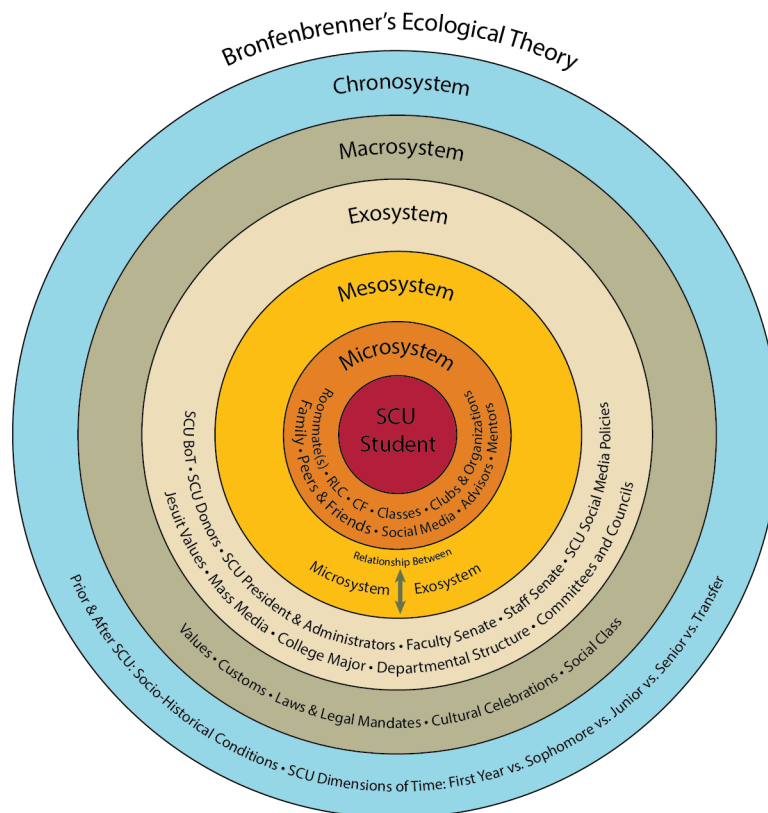 Bronfenbrenner's Ecological Theory
Chronosystem
Macrosystem
Exosystem
Mesosystem
Microsystem
SCU
Student
Roommate(s) • RLC • CF • Classes • Clubs & Organizations
Family • Peers & Friends • Social Media • Advisors • Mentors
Relationship Between
Microsystem
Exosystem
SCU BoT • SCU Donors • SCU President & Administrators • Faculty Senate • Staff Senate • SCU Social Media Policies
Jesuit Values • Mass Media • College Major • Departmental Structure • Committees and Councils
Values • Customs • Laws & Legal Mandates • Cultural Celebrations • Social Class
Prior & After SCU: Socio-Historical Conditions • SCU Dimensions of Time: First Year vs. Sophomore vs. Junior vs. Senior vs. Transfer